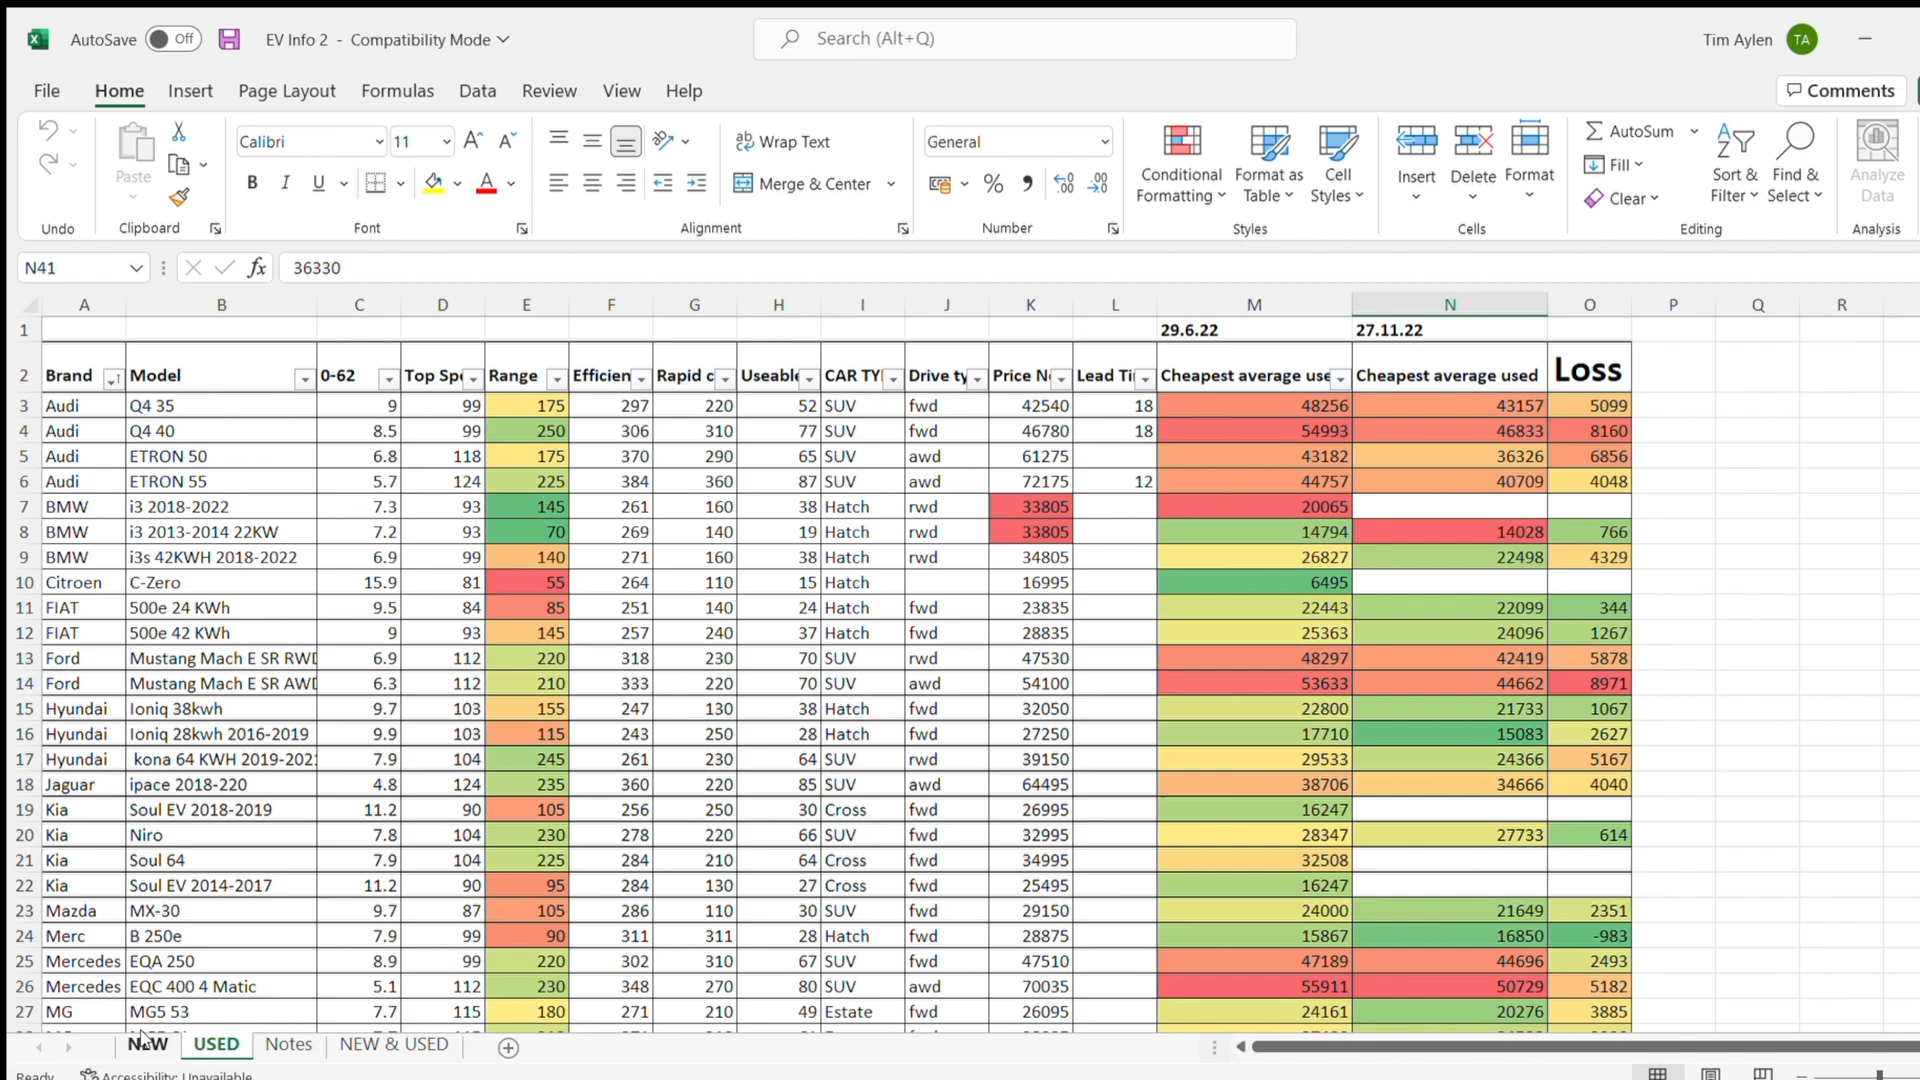 AutoSave Off EV Info 2 - Compatibility Mode Search (Alt+Q) Tim Aylen TA
File Home Insert Page Layout Formulas Data Review View Help Comments
Paste Calibri 11 Wrap Text General Conditional Formatting Format as Table Cell Styles Insert Delete Format AutoSum Sort & Filter Find & Select Analyze Data
B I U Merge & Center Fill Clear
Undo Clipboard Font Alignment Number Styles Cells Editing Analysis
N41 fx 36330
A B C D E F G H I J K L M N O P Q R
1 29.6.22 27.11.22
2 Brand Model 0-62 Top Spe Range Efficien Rapid c Useable CAR TY Drive ty Price N Lead Ti Cheapest average use Cheapest average used Loss
3 Audi Q4 35 9 99 175 297 220 52 SUV fwd 42540 18 48256 43157 5099
4 Audi Q4 40 8.5 99 250 306 310 77 SUV fwd 46780 18 54993 46833 8160
5 Audi ETRON 50 6.8 118 175 370 290 65 SUV awd 61275 43182 36326 6856
6 Audi ETRON 55 5.7 124 225 384 360 87 SUV awd 72175 12 44757 40709 4048
7 BMW i3 2018-2022 7.3 93 145 261 160 38 Hatch rwd 33805 20065
8 BMW i3 2013-2014 22KW 7.2 93 70 269 140 19 Hatch rwd 33805 14794 14028 766
9 BMW i3s 42KWH 2018-2022 6.9 99 140 271 160 38 Hatch rwd 34805 26827 22498 4329
10 Citroen C-Zero 15.9 81 55 264 110 15 Hatch 16995 6495
11 FIAT 500e 24 KWh 9.5 84 85 251 140 24 Hatch fwd 23835 22443 22099 344
12 FIAT 500e 42 KWh 9 93 145 257 240 37 Hatch fwd 28835 25363 24096 1267
13 Ford Mustang Mach E SR RWD 6.9 112 220 318 230 70 SUV rwd 47530 48297 42419 5878
14 Ford Mustang Mach E SR AWD 6.3 112 210 333 220 70 SUV awd 54100 53633 44662 8971
15 Hyundai Ioniq 38kwh 9.7 103 155 247 130 38 Hatch fwd 32050 22800 21733 1067
16 Hyundai Ioniq 28kwh 2016-2019 9.9 103 115 243 250 28 Hatch fwd 27250 17710 15083 2627
17 Hyundai kona 64 KWH 2019-202 7.9 104 245 261 230 64 SUV rwd 39150 29533 24366 5167
18 Jaguar ipace 2018-220 4.8 124 235 360 220 85 SUV awd 64495 38706 34666 4040
19 Kia Soul EV 2018-2019 11.2 90 105 256 250 30 Cross fwd 26995 16247
20 Kia Niro 7.8 104 230 278 220 66 SUV fwd 32995 28347 27733 614
21 Kia Soul 64 7.9 104 225 284 210 64 Cross fwd 34995 32508
22 Kia Soul EV 2014-2017 11.2 90 95 284 130 27 Cross fwd 25495 16247
23 Mazda MX-30 9.7 87 105 286 110 30 SUV fwd 29150 24000 21649 2351
24 Merc B 250e 7.9 99 90 311 311 28 Hatch fwd 28875 15867 16850 -983
25 Mercedes EQA 250 8.9 99 220 302 310 67 SUV fwd 47510 47189 44696 2493
26 Mercedes EQC 400 4 Matic 5.1 112 230 348 270 80 SUV awd 70035 55911 50729 5182
27 MG MG5 53 7.7 115 180 271 210 49 Estate fwd 26095 24161 20276 3885
NEW USED Notes NEW & USED
Ready Accessibility: Unavailable